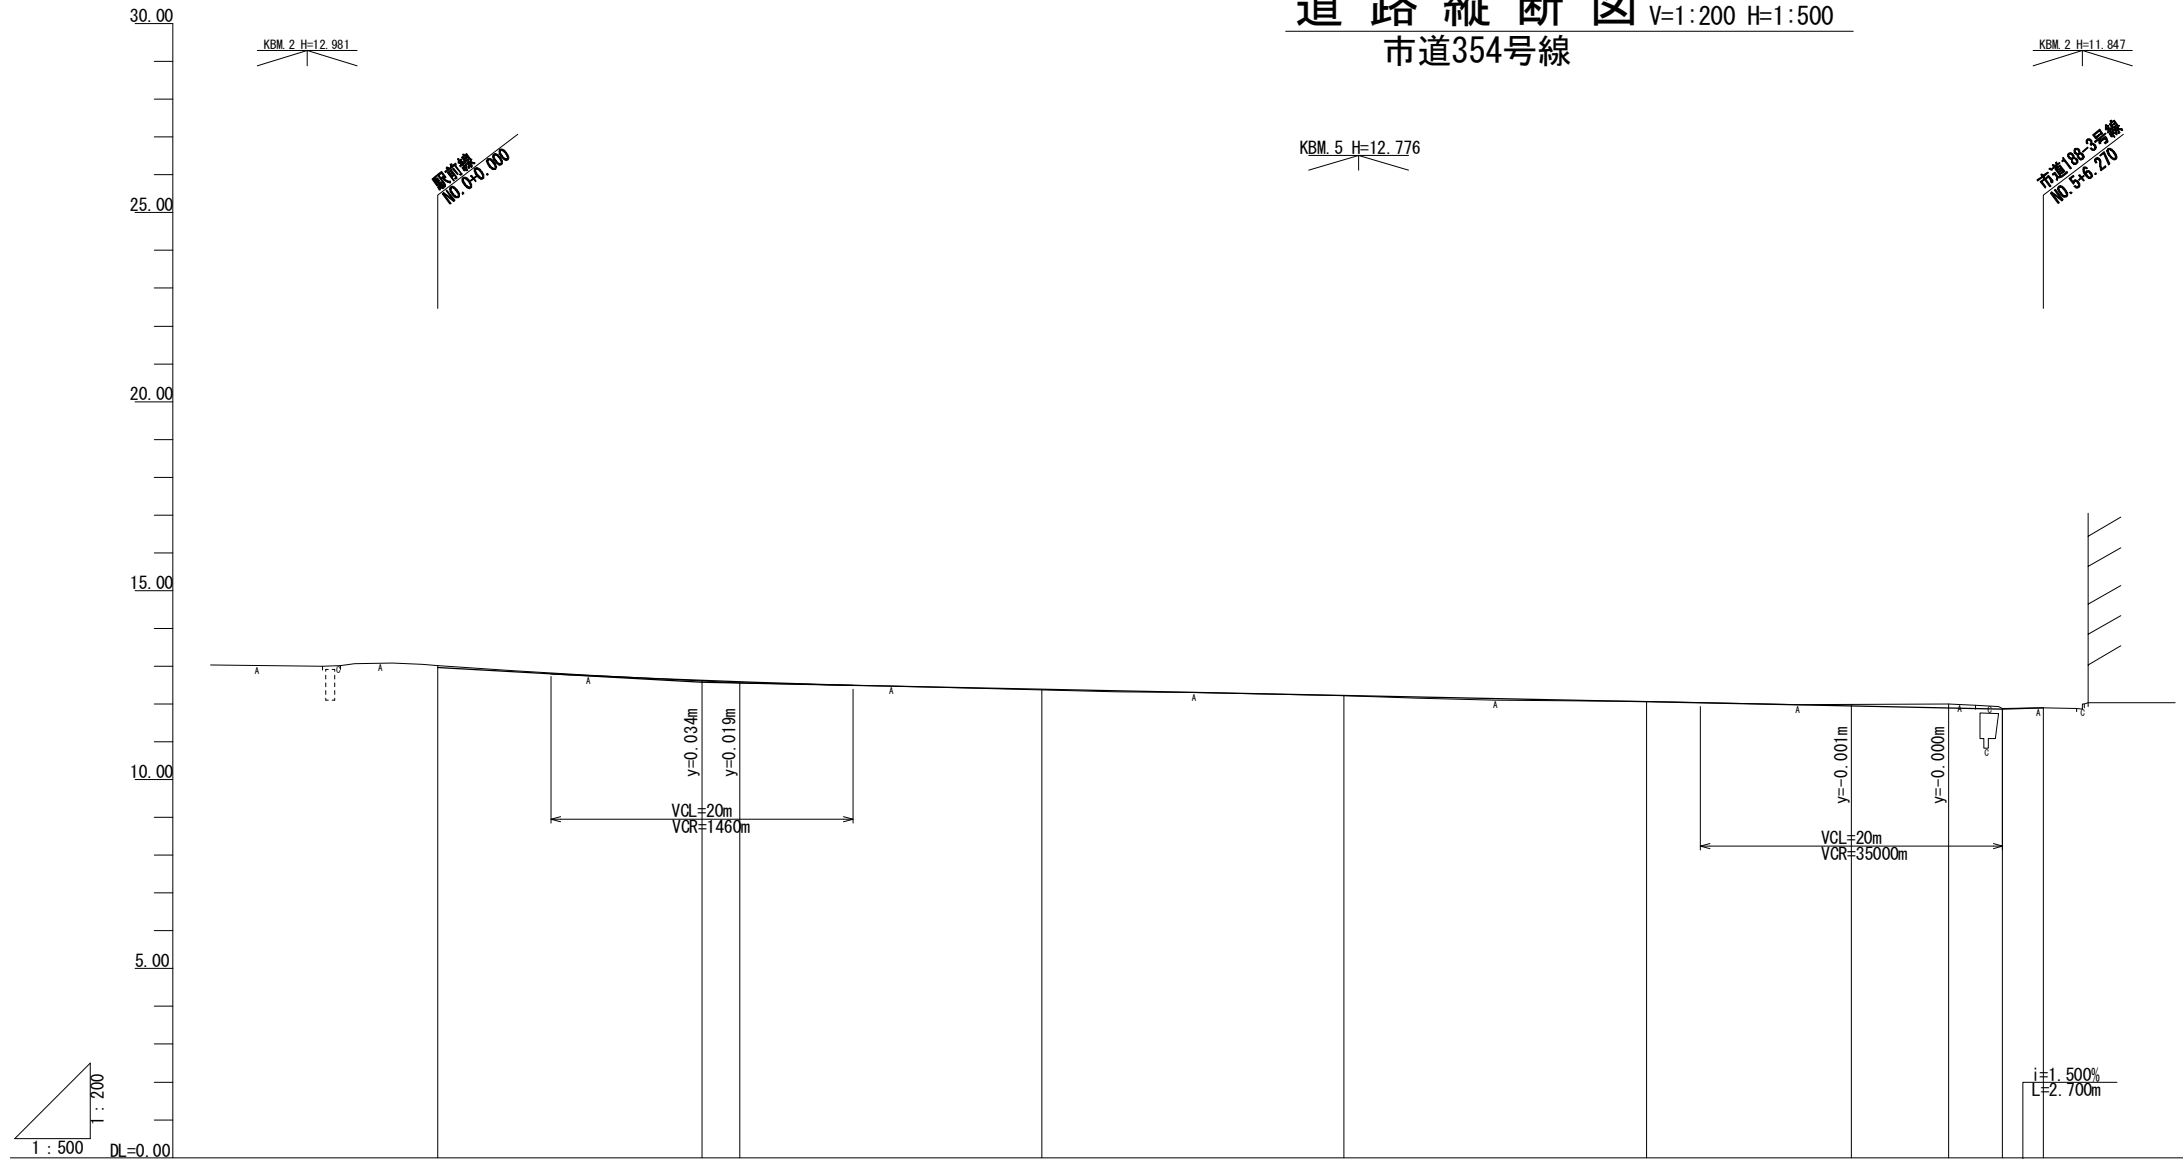 道路縦断図 V=1:200 H=1:500
市道354号線
30.00
KBM.2 H=12.981
KBM.2 H=11.847
KBM.5 H=12.776
駅前線
NO.0+0.000
市道188-3号線
NO.5+6.270
25.00
20.00
15.00
A
C
A
A
A
A
A
A
A
C
A
C
C
y=0.034m
y=0.019m
y=-0.001m
y=-0.000m
10.00
VCL=20m
VCR=1460m
VCL=20m
VCR=35000m
5.00
1:200
1:500
i=1.500%
L=2.700m
DL=0.00